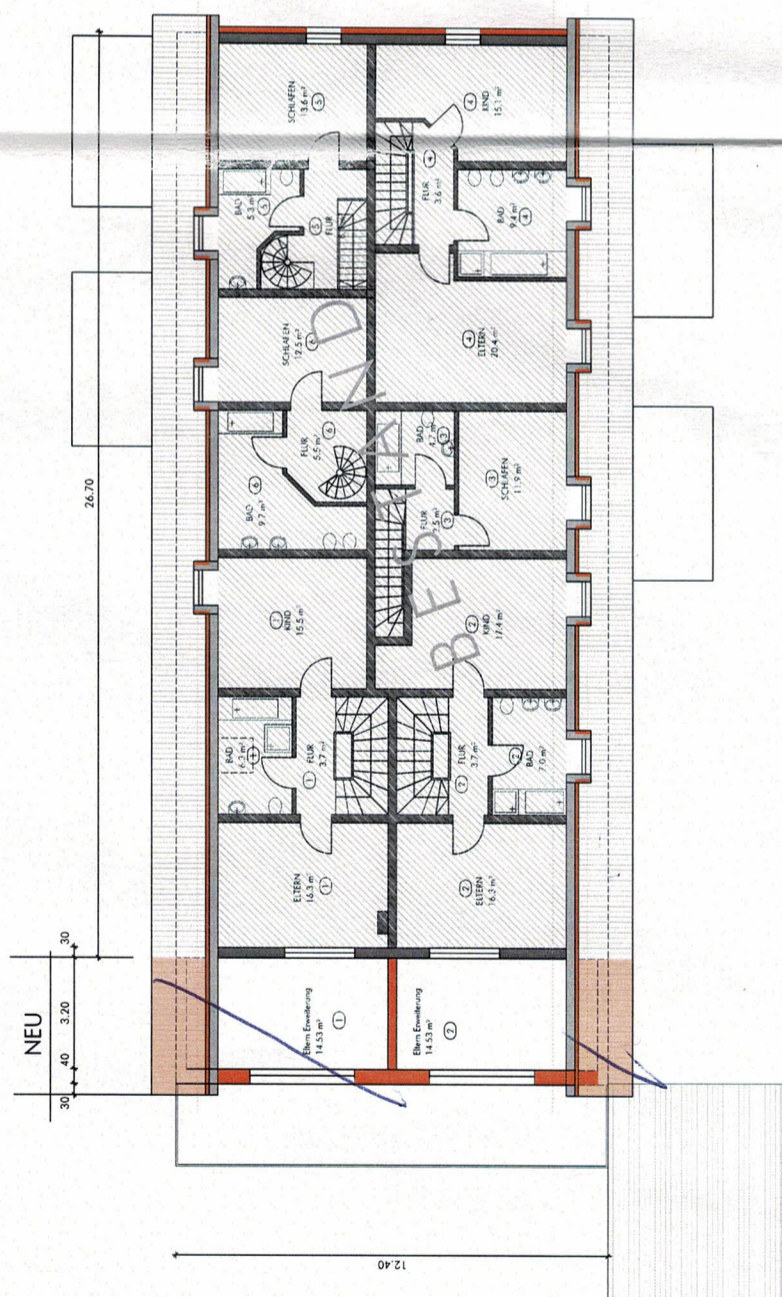 SCHLAFEN
13.6 m²
5
4
KIND
15.1 m²
BAD
5.3 m²
5
5
FLUR
4
FLUR
3.6 m²
BAD
9.4 m²
4
SCHLAFEN
12.5 m²
6
4
ELTERN
20.4 m²
FLUR
5.5 m²
6
BAD
9.7 m²
6
BAD
4.7 m²
3
3
SCHLAFEN
11.9 m²
FLUR
2.5 m²
3
BESTAND
1
KIND
15.5 m²
2
KIND
17.4 m²
BAD
6.3 m²
1
FLUR
3.7 m²
1
FLUR
3.7 m²
2
2
BAD
7.0 m²
ELTERN
16.3 m²
1
2
ELTERN
16.3 m²
Eltern Erweiterung
14.53 m²
1
Eltern Erweiterung
14.53 m²
2
NEU
30
40
3.20
30
26.70
12.40